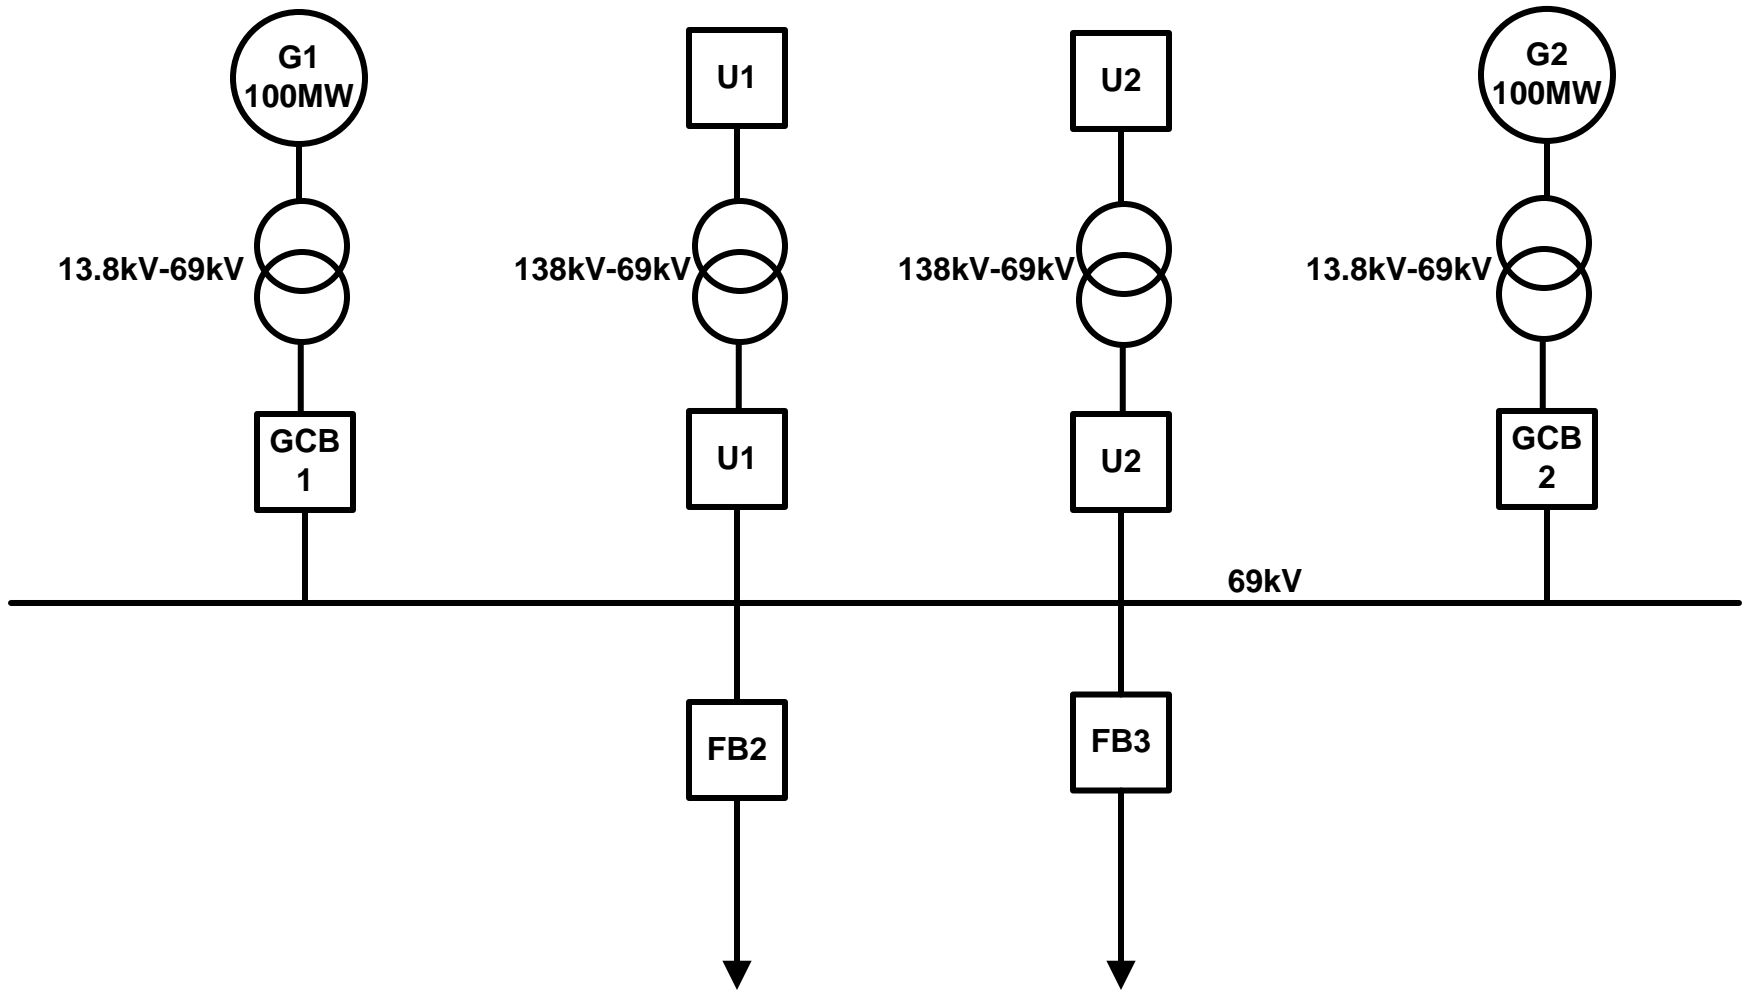 G1
100MW
U1
U2
G2
100MW
13.8kV-69kV
138kV-69kV
138kV-69kV
13.8kV-69kV
GCB
1
U1
U2
GCB
2
69kV
FB2
FB3